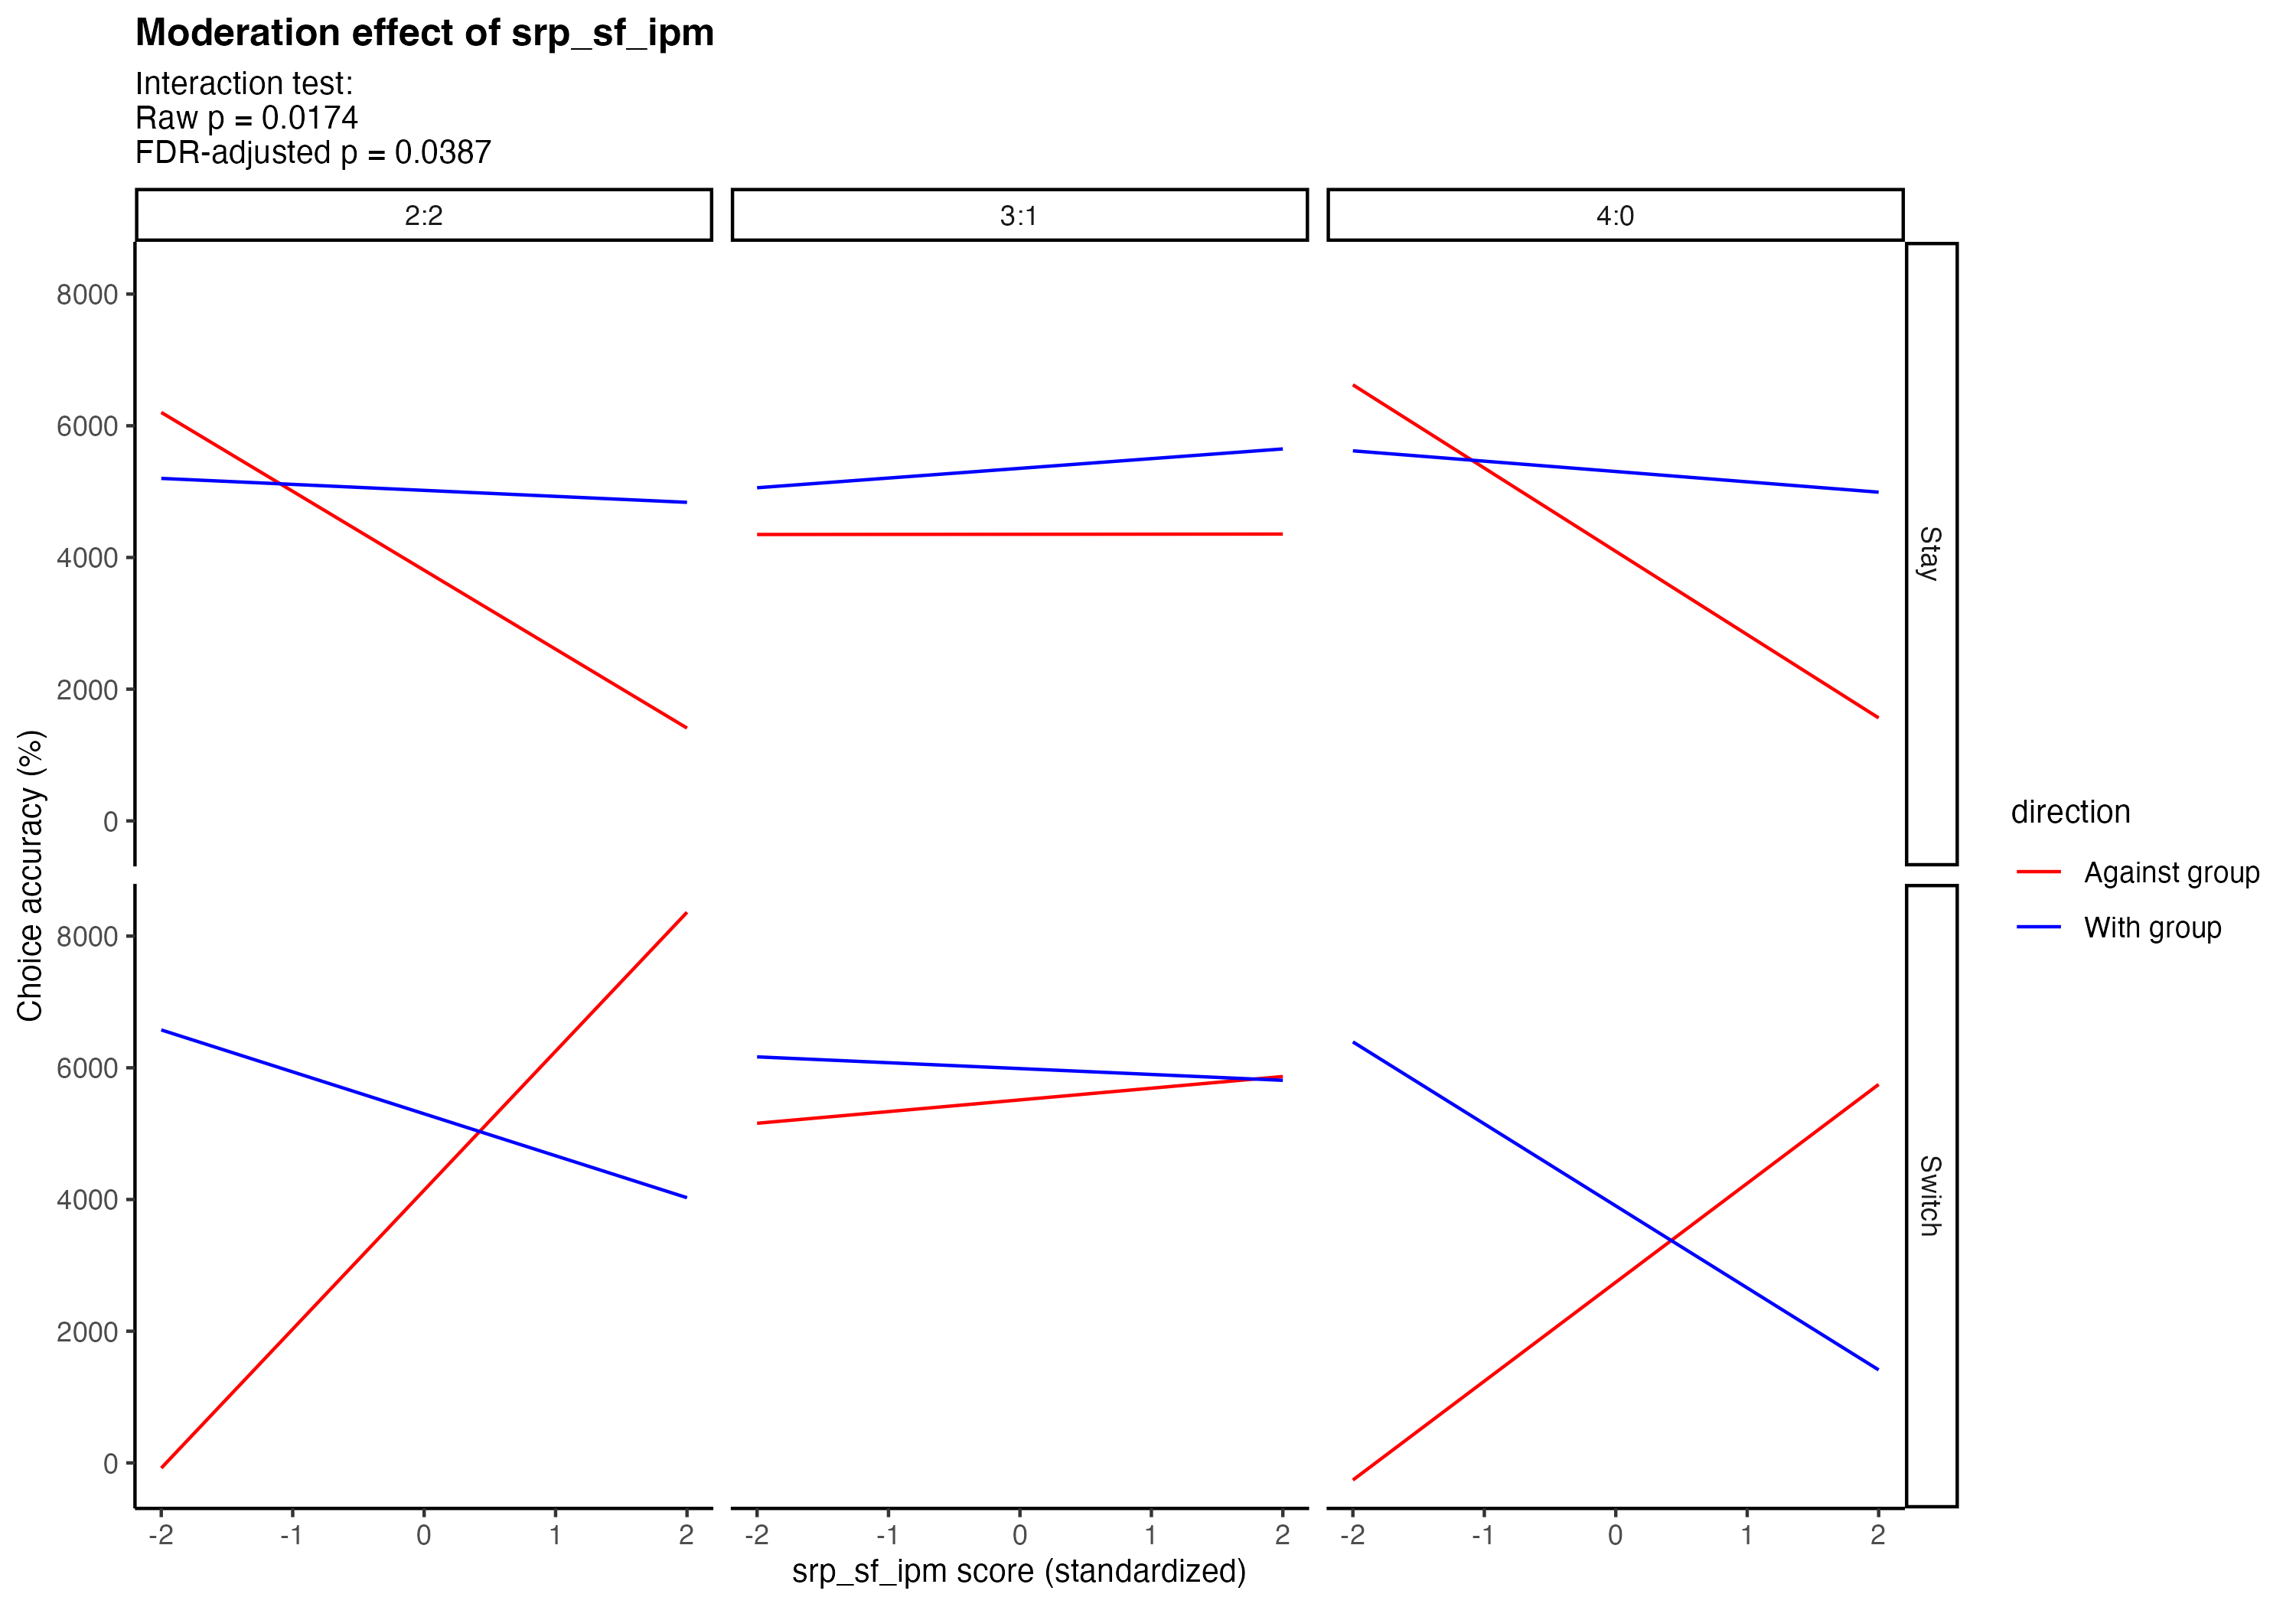 Moderation effect of srp_sf_ipm
Interaction test:
Raw p = 0.0174
FDR-adjusted p = 0.0387
2:2
3:1
4:0
8000
6000
4000
2000
0
Stay
8000
6000
4000
2000
0
Switch
Choice accuracy (%)
-2 -1 0 1 2
-2 -1 0 1 2
-2 -1 0 1 2
srp_sf_ipm score (standardized)
direction
Against group
With group